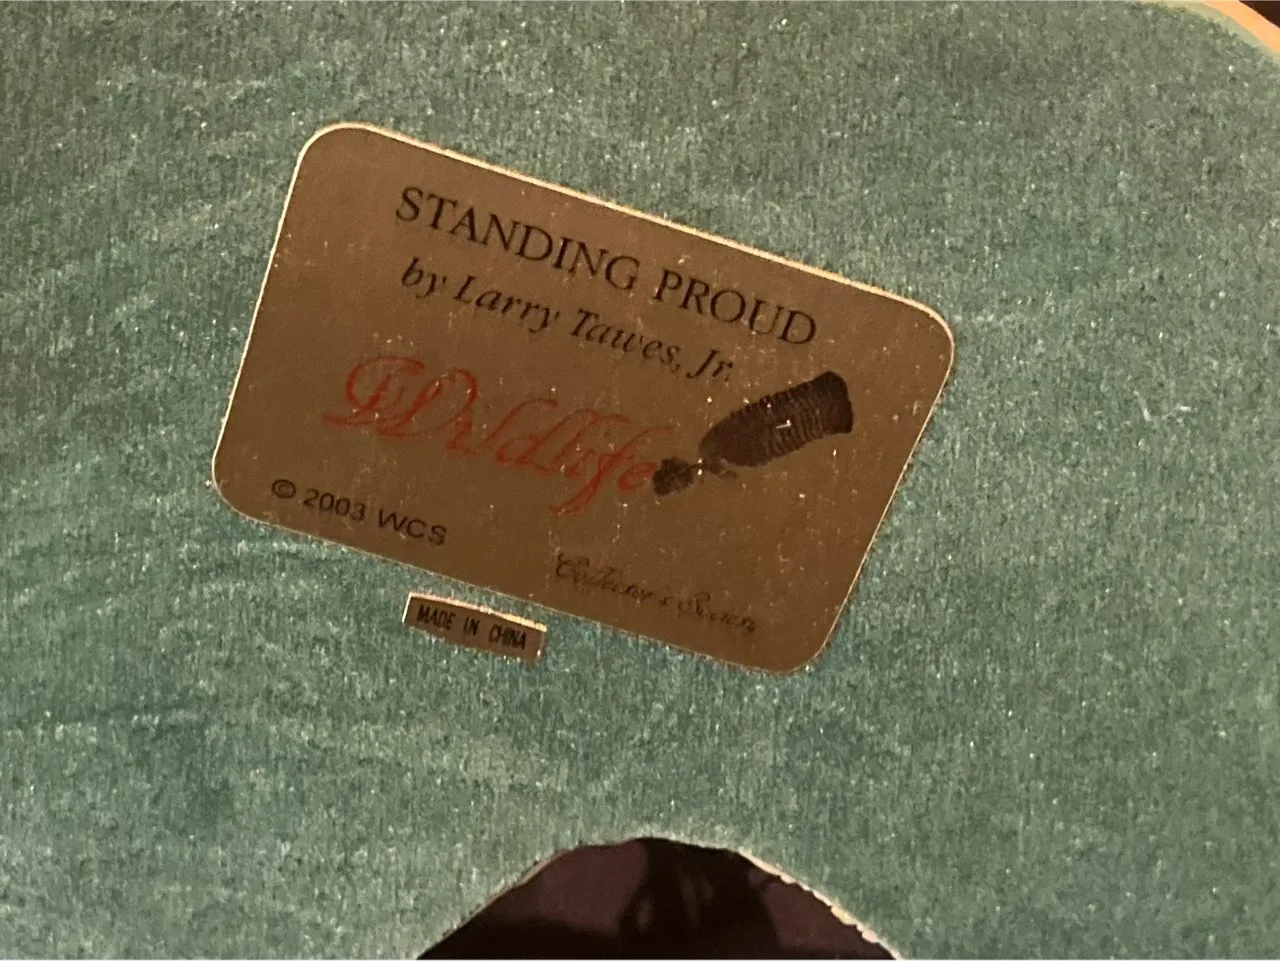 STANDING PROUD
by Larry Tawes, Jr.
Wildlife
© 2003 WCS
Collector's Society
MADE IN CHINA